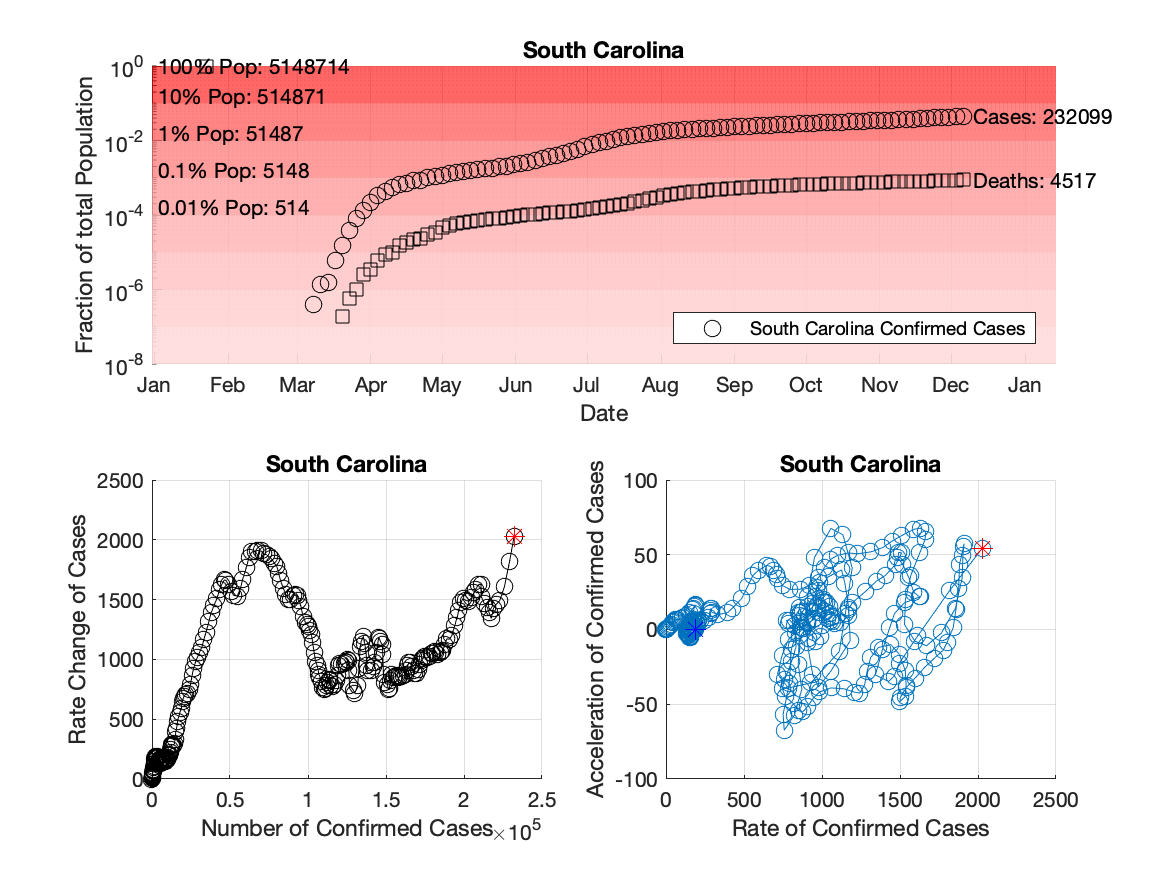 South Carolina
Fraction of total Population
10^0
10^-2
10^-4
10^-6
10^-8
100% Pop: 5148714
10% Pop: 514871
1% Pop: 51487
0.1% Pop: 5148
0.01% Pop: 514
Cases: 232099
Deaths: 4517
South Carolina Confirmed Cases
Jan Feb Mar Apr May Jun Jul Aug Sep Oct Nov Dec Jan
Date
South Carolina
Rate Change of Cases
2500
2000
1500
1000
500
0
0 0.5 1 1.5 2 2.5
Number of Confirmed Cases ×10^5
South Carolina
Acceleration of Confirmed Cases
100
50
0
-50
-100
0 500 1000 1500 2000 2500
Rate of Confirmed Cases